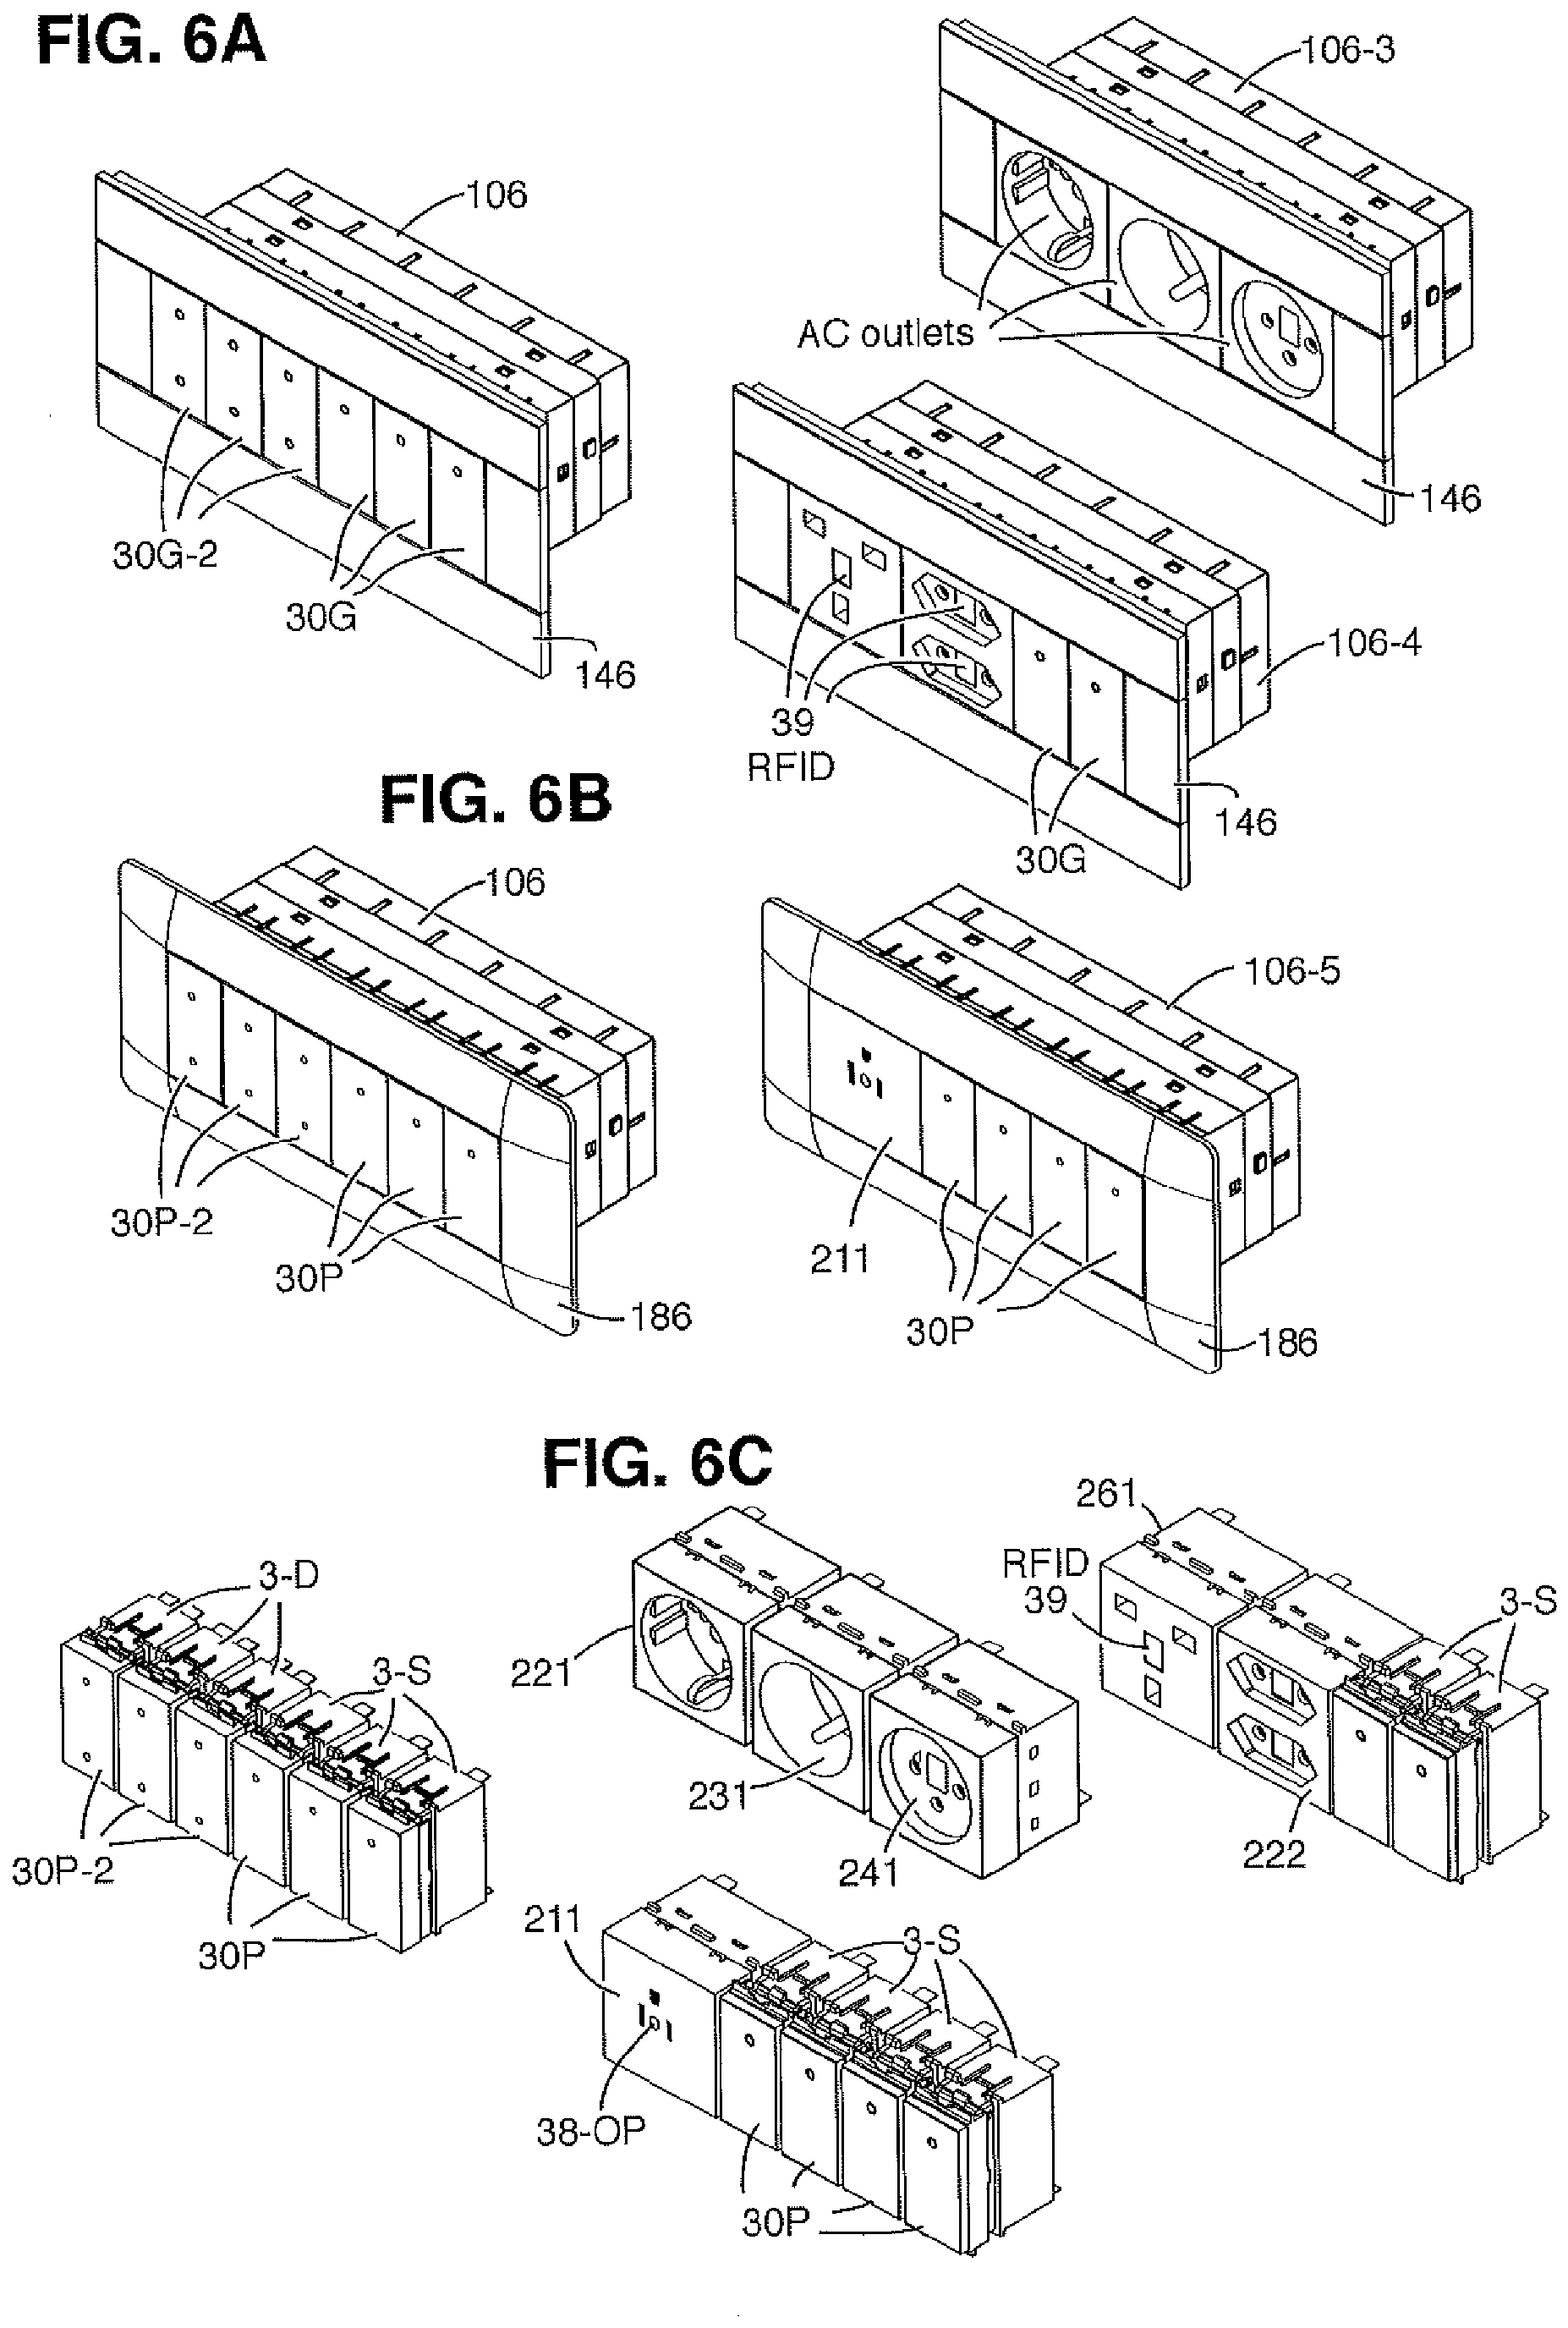 FIG. 6A
106-3
106
AC outlets
146
30G-2
30G
146
106-4
39
RFID
146
30G
FIG. 6B
106
106-5
30P-2
30P
186
211
30P
186
FIG. 6C
261
RFID
39
3-S
3-D
3-S
221
231
241
222
30P-2
30P
211
3-S
38-OP
30P